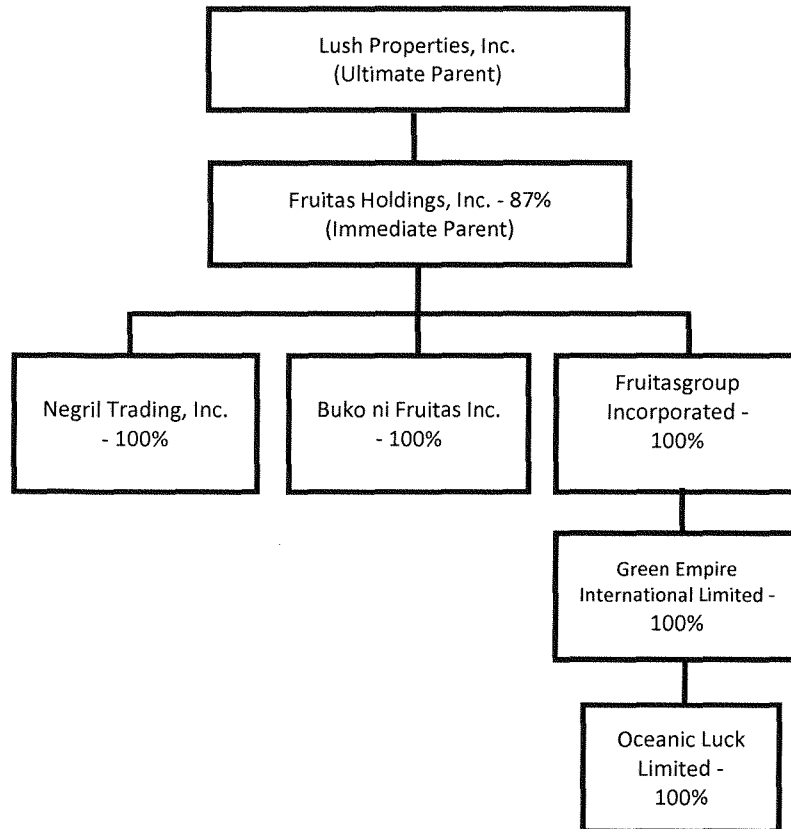 Lush Properties, Inc.
(Ultimate Parent)
Fruitas Holdings, Inc. - 87%
(Immediate Parent)
Negril Trading, Inc.
- 100%
Buko ni Fruitas Inc.
- 100%
Fruitasgroup
Incorporated -
100%
Green Empire
International Limited -
100%
Oceanic Luck
Limited -
100%